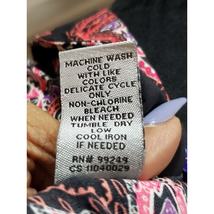 MACHINE WASH
COLD
WITH LIKE
COLORS
DELICATE CYCLE
ONLY
NON-CHLORINE
BLEACH
WHEN NEEDED
TUMBLE DRY
LOW
COOL IRON
IF NEEDED
RN# 99249
CS 11040029